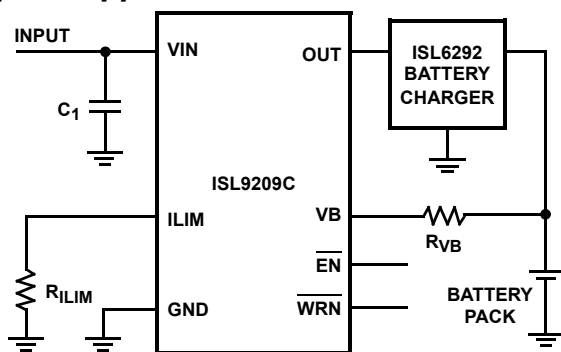 INPUT
VIN
OUT
ISL6292
BATTERY
CHARGER
C1
ISL9209C
ILIM
VB
RVB
EN
RILIM
GND
WRN
BATTERY
PACK